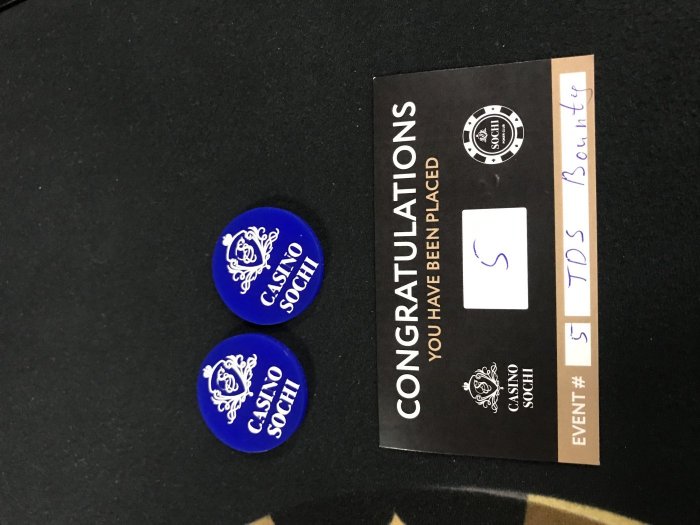 CONGRATULATIONS
YOU HAVE BEEN PLACED
5
CASINO
SOCHI
SOCHI
EVENT # 5 TDS Bounty
CASINO
SOCHI
CASINO
SOCHI